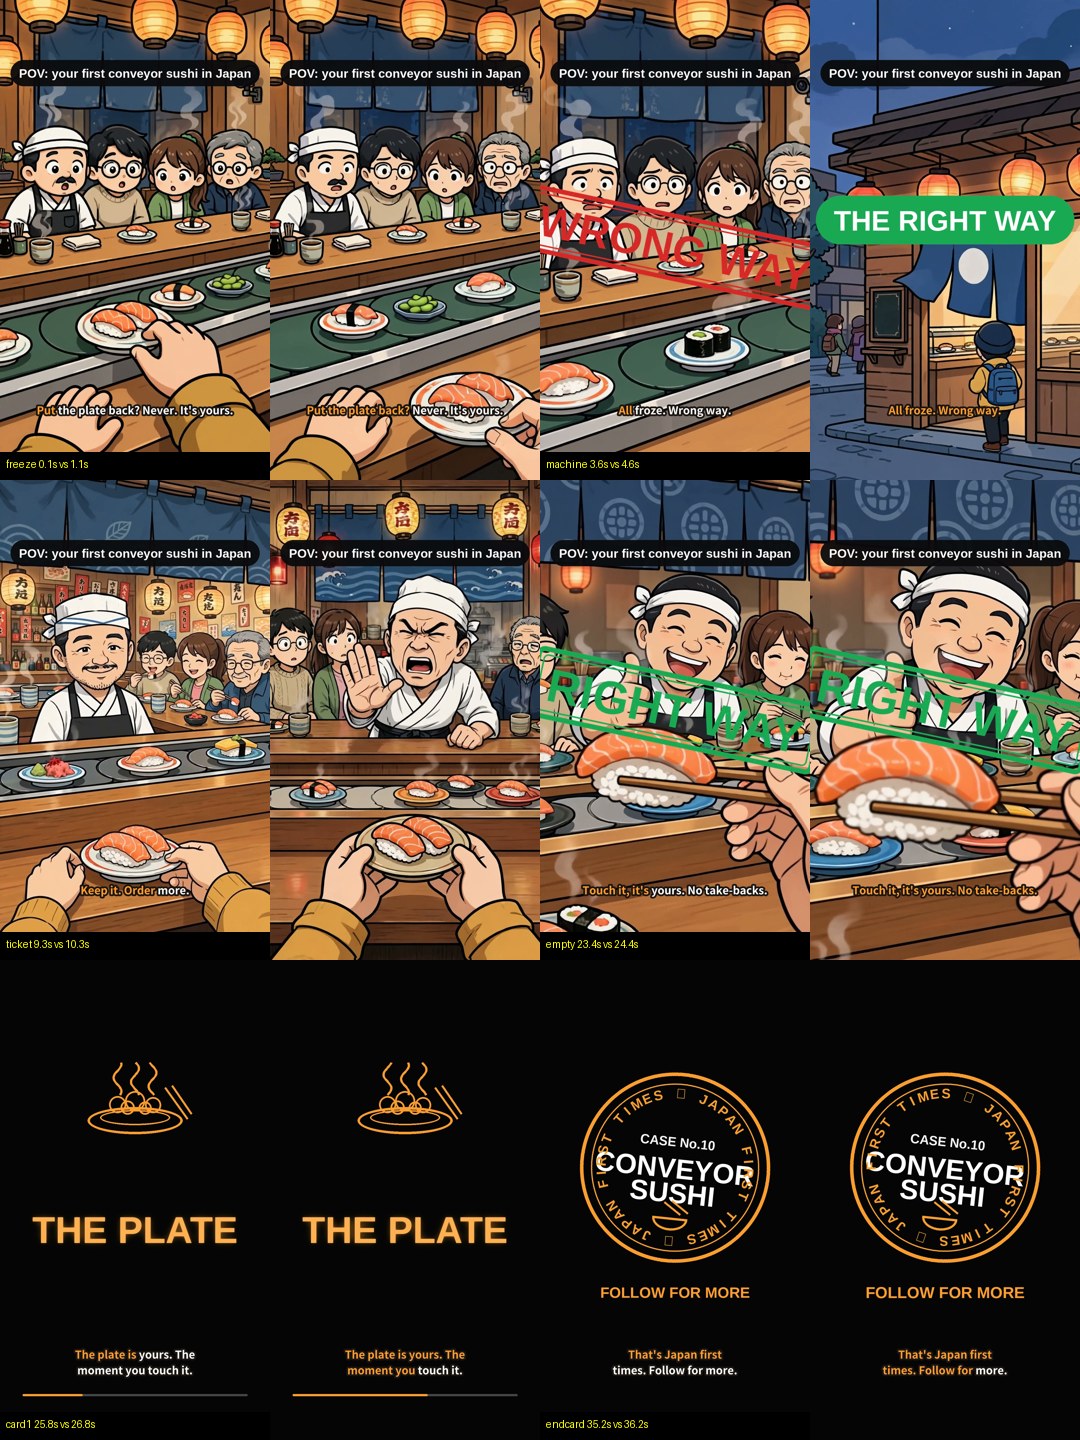 POV: your first conveyor sushi in Japan
POV: your first conveyor sushi in Japan
POV: your first conveyor sushi in Japan
POV: your first conveyor sushi in Japan
WRONG WAY
THE RIGHT WAY
Put the plate back? Never. It's yours.
Put the plate back? Never. It's yours.
All froze. Wrong way.
All froze. Wrong way.
freeze 0.1s vs 1.1s
machine 3.6s vs 4.6s
POV: your first conveyor sushi in Japan
POV: your first conveyor sushi in Japan
POV: your first conveyor sushi in Japan
POV: your first conveyor sushi in Japan
RIGHT WAY
RIGHT WAY
Keep it. Order more.
Touch it, it's yours. No take-backs.
Touch it, it's yours. No take-backs.
ticket 9.3s vs 10.3s
empty 23.4s vs 24.4s
THE PLATE
THE PLATE
JAPAN FIRST TIMES JAPAN FIRST TIMES
CASE No.10
CONVEYOR
SUSHI
JAPAN FIRST TIMES JAPAN FIRST TIMES
CASE No.10
CONVEYOR
SUSHI
FOLLOW FOR MORE
FOLLOW FOR MORE
The plate is yours. The
moment you touch it.
The plate is yours. The
moment you touch it.
That's Japan first
times. Follow for more.
That's Japan first
times. Follow for more.
card1 25.8s vs 26.8s
endcard 35.2s vs 36.2s